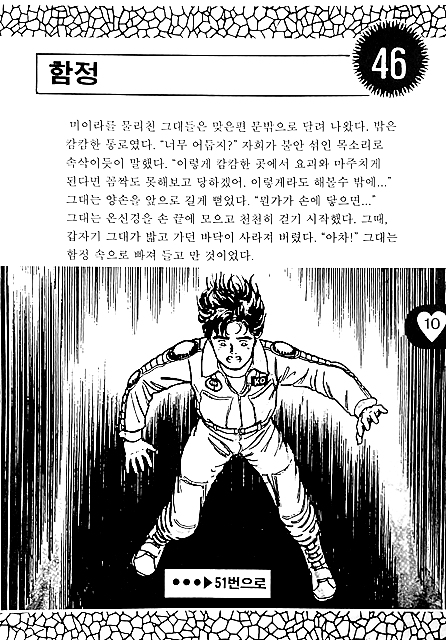 함정
46
미이라를 물리친 그대들은 맞은편 문밖으로 달려 나왔다. 밖은
캄캄한 통로였다. “너무 어둡지?” 자희가 불안 섞인 목소리로
속삭이듯이 말했다. “이렇게 캄캄한 곳에서 요괴와 마주치게
된다면 꼼짝도 못해보고 당하겠어. 이렇게라도 해볼수 밖에...”
그대는 양손을 앞으로 길게 뻗었다. “뭔가가 손에 닿으면...”
그대는 온신경을 손 끝에 모으고 천천히 걷기 시작했다. 그때,
갑자기 그대가 밟고 가던 바닥이 사라져 버렸다. “아차!” 그대는
함정 속으로 빠져 들고 만 것이었다.
10
KO
•••▶51번으로